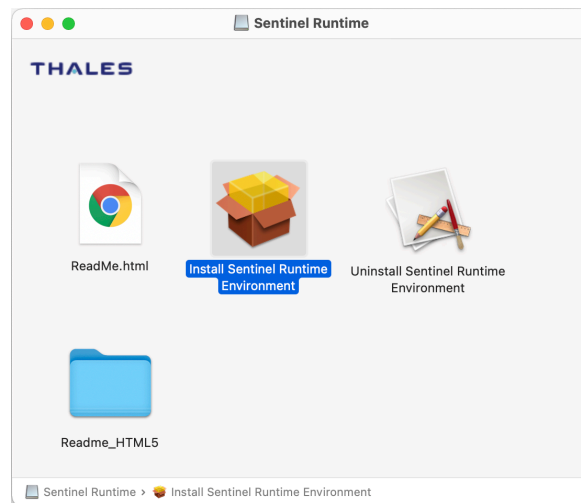 Sentinel Runtime
THALES
ReadMe.html
Install Sentinel Runtime
Environment
Uninstall Sentinel Runtime
Environment
Readme_HTML5
Sentinel Runtime › Install Sentinel Runtime Environment